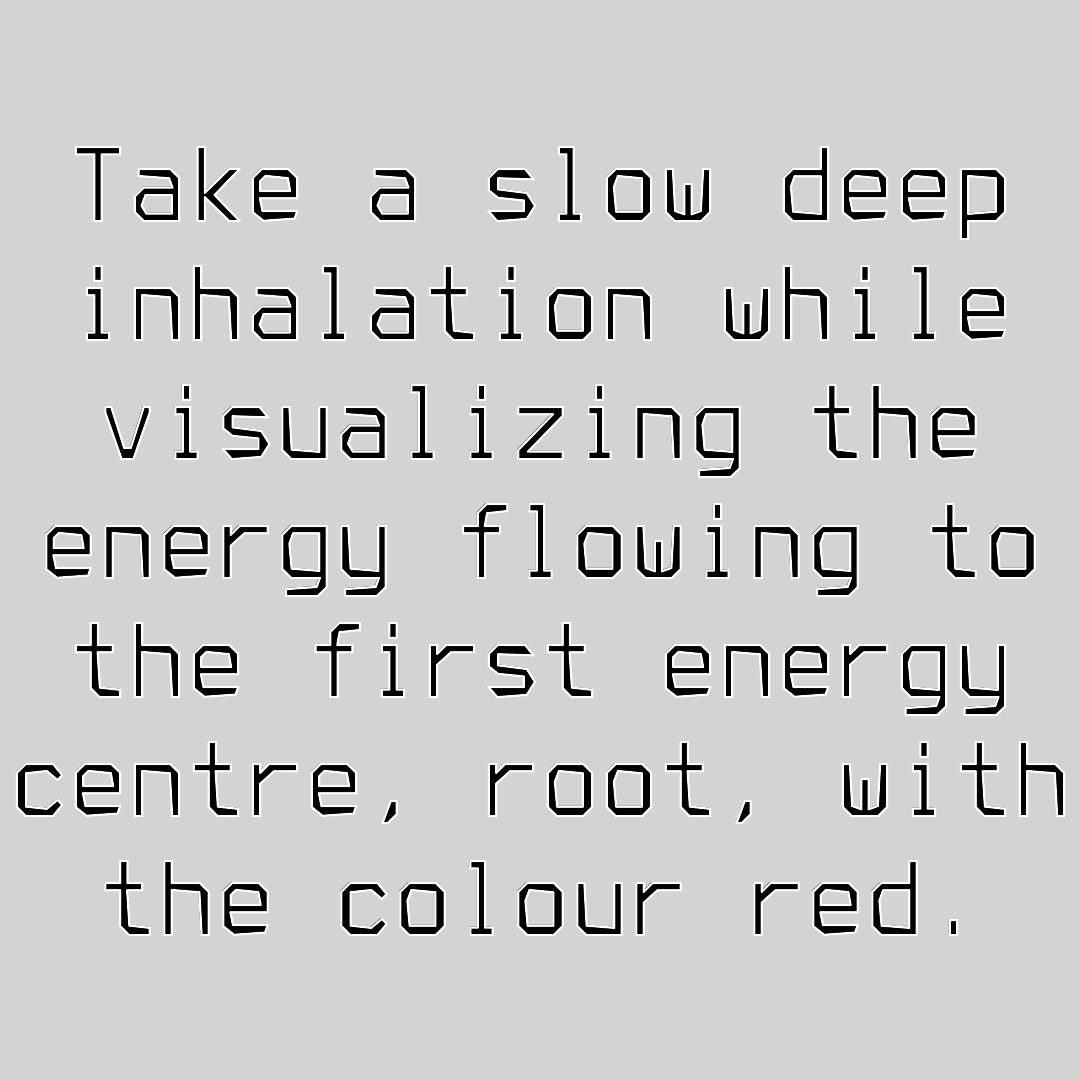 Take a slow deep
inhalation while
visualizing the
energy flowing to
the first energy
centre, root, with
the colour red.